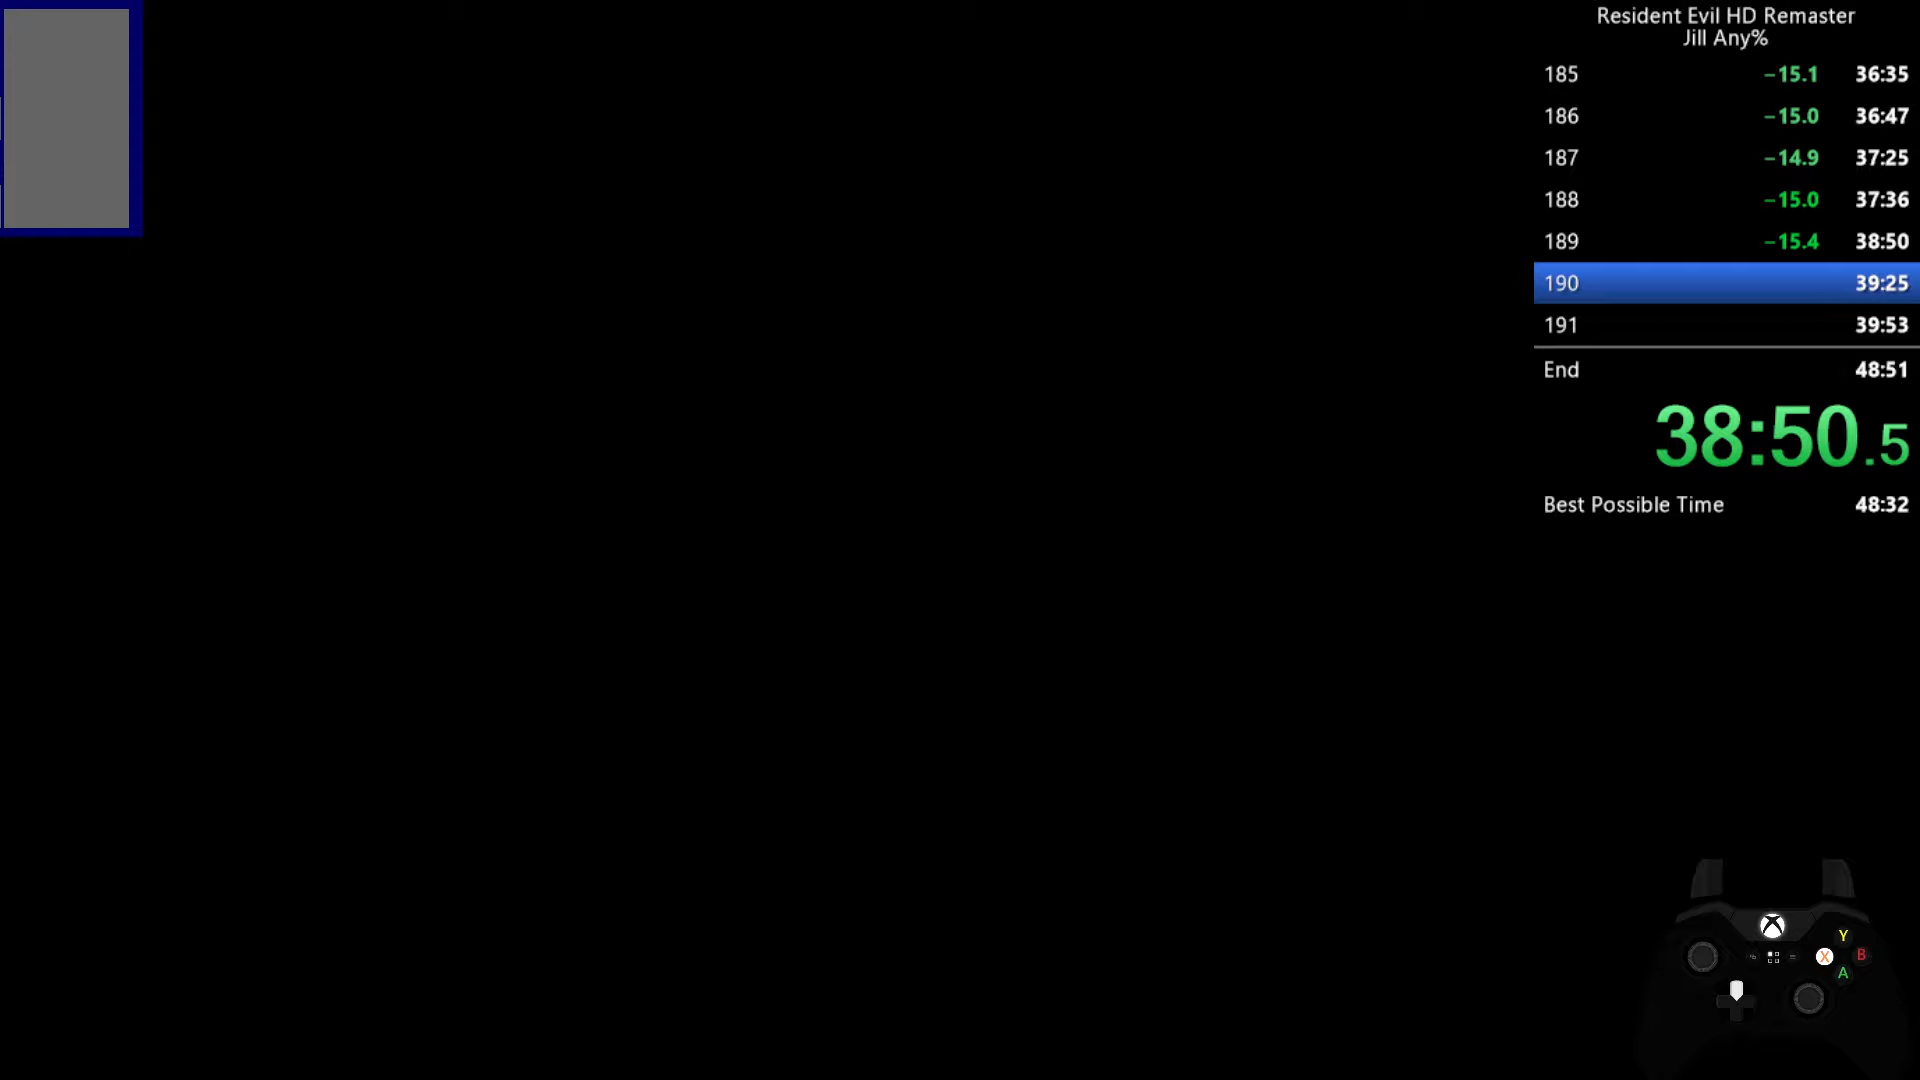 Resident Evil HD Remaster
Jill Any%
185 −15.1 36:35
186 −15.0 36:47
187 −14.9 37:25
188 −15.0 37:36
189 −15.4 38:50
190 39:25
191 39:53
End 48:51
38:50.5
Best Possible Time 48:32
Y
X B
A